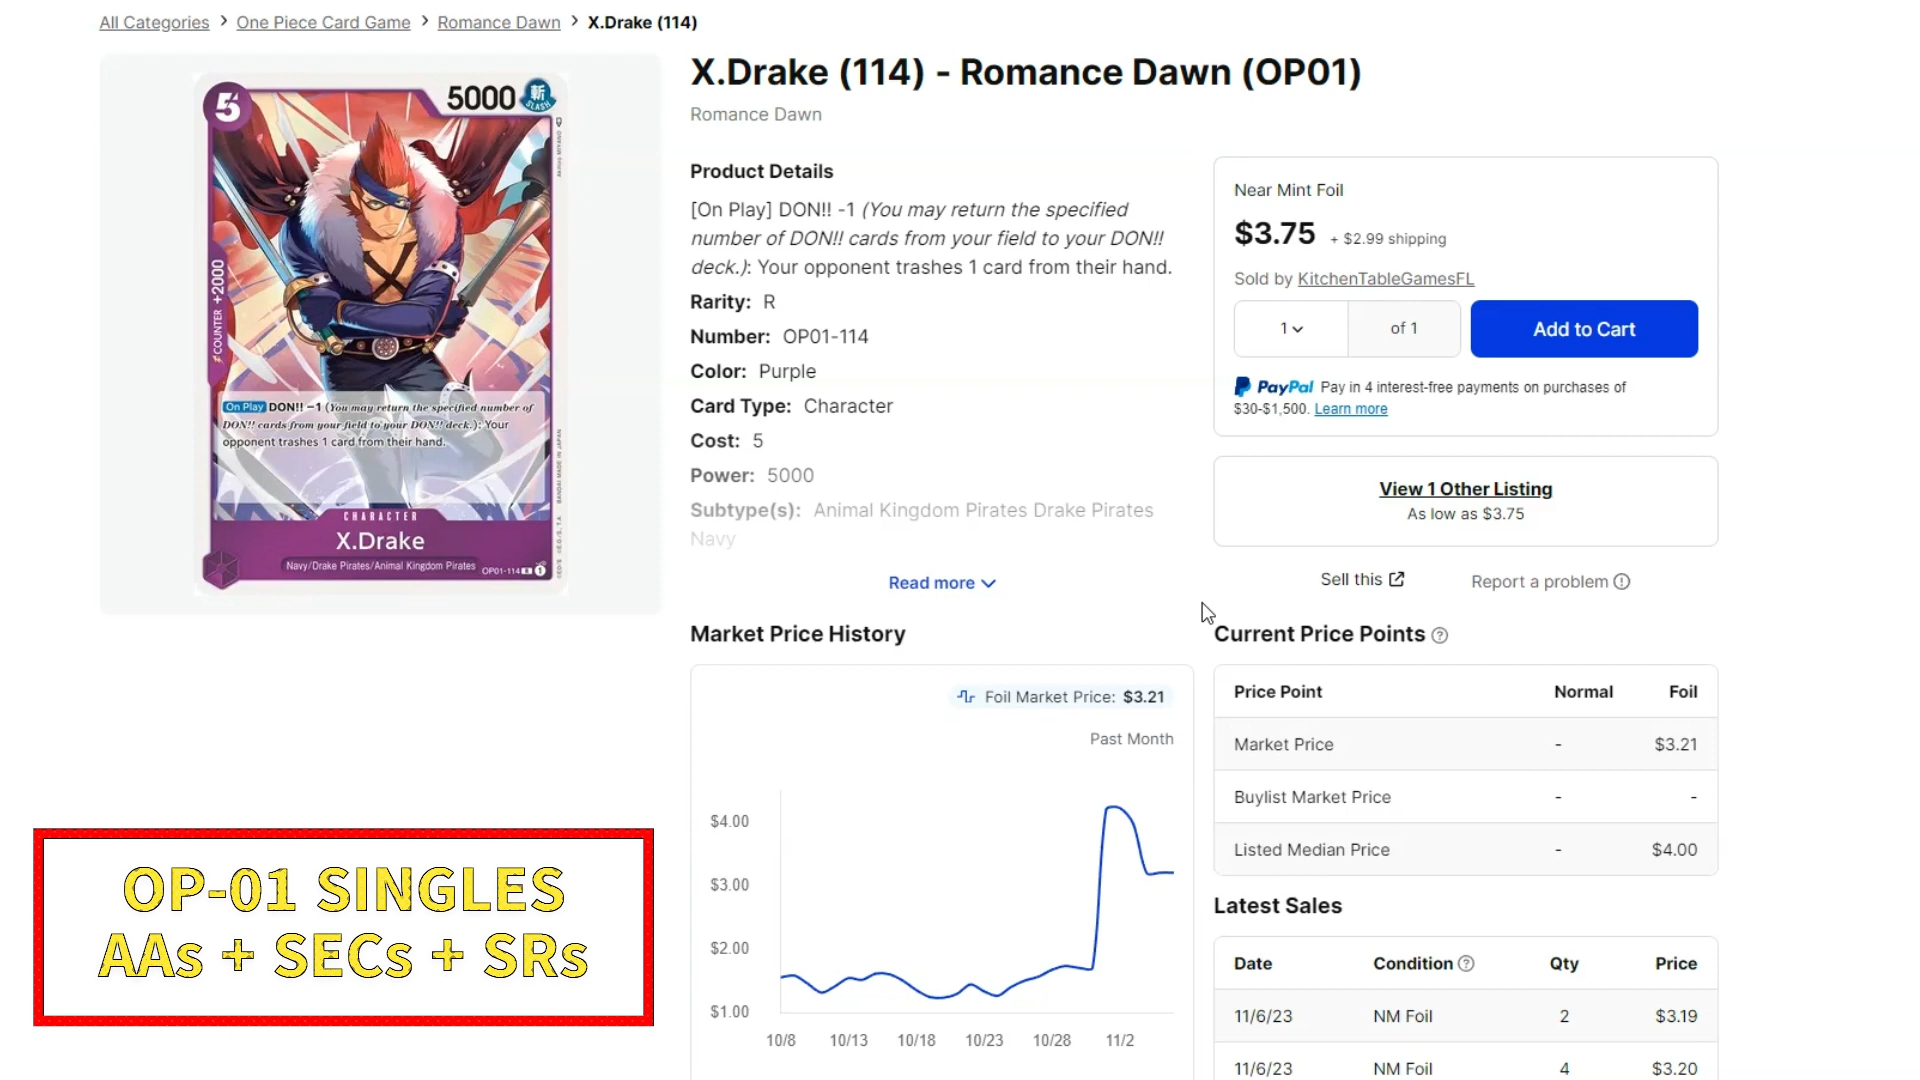 All Categories > One Piece Card Game > Romance Dawn > X.Drake (114)
5
5000
斬
SLASH
COUNTER +2000
On Play DON!! −1 (You may return the specified number of
DON!! cards from your field to your DON!! deck.): Your
opponent trashes 1 card from their hand.
CHARACTER
X.Drake
Navy/Drake Pirates/Animal Kingdom Pirates
OP01-114 R 1
X.Drake (114) - Romance Dawn (OP01)
Romance Dawn
Product Details
[On Play] DON!! -1 (You may return the specified
number of DON!! cards from your field to your DON!!
deck.): Your opponent trashes 1 card from their hand.
Rarity: R
Number: OP01-114
Color: Purple
Card Type: Character
Cost: 5
Power: 5000
Subtype(s): Animal Kingdom Pirates Drake Pirates
Navy
Read more
Near Mint Foil
$3.75 + $2.99 shipping
Sold by KitchenTableGamesFL
1 of 1
Add to Cart
PayPal Pay in 4 interest-free payments on purchases of
$30-$1,500. Learn more
View 1 Other Listing
As low as $3.75
Sell this
Report a problem
Market Price History
Foil Market Price: $3.21
Past Month
$4.00
$3.00
$2.00
$1.00
10/8 10/13 10/18 10/23 10/28 11/2
Current Price Points
Price Point Normal Foil
Market Price - $3.21
Buylist Market Price - -
Listed Median Price - $4.00
Latest Sales
Date Condition Qty Price
11/6/23 NM Foil 2 $3.19
11/6/23 NM Foil 4 $3.20
OP-01 SINGLES
AAs + SECs + SRs